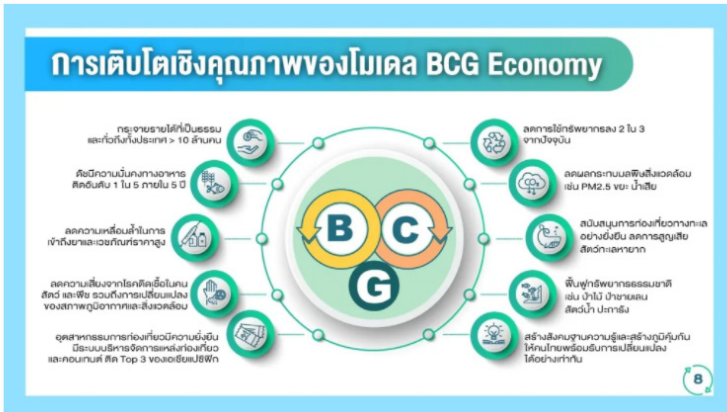 การเติบโตเชิงคุณภาพของโมเดล BCG Economy
กระจายรายได้ที่เป็นธรรม
และทั่วถึงทั้งประเทศ > 10 ล้านคน
ดัชนีความมั่นคงทางอาหาร
ติดอันดับ 1 ใน 5 ภายใน 5 ปี
ลดความเหลื่อมล้ำในการ
เข้าถึงยาและเวชภัณฑ์ราคาสูง
ลดความเสี่ยงจากโรคติดเชื้อในคน
สัตว์ และพืช รวมถึงการเปลี่ยนแปลง
ของสภาพภูมิอากาศและสิ่งแวดล้อม
อุตสาหกรรมการท่องเที่ยวมีความยั่งยืน
มีระบบบริหารจัดการแหล่งท่องเที่ยว
และคอนเทนต์ ติด Top 3 ของเอเชียแปซิฟิก
B C
G
ลดการใช้ทรัพยากรลง 2 ใน 3
จากปัจจุบัน
ลดผลกระทบมลพิษสิ่งแวดล้อม
เช่น PM2.5 ขยะ น้ำเสีย
สนับสนุนการท่องเที่ยวทางทะเล
อย่างยั่งยืน ลดการสูญเสีย
สัตว์ทะเลหายาก
ฟื้นฟูทรัพยากรธรรมชาติ
เช่น ป่าไม้ ป่าชายเลน
สัตว์น้ำ ปะการัง
สร้างสังคมฐานความรู้และสร้างภูมิคุ้มกัน
ให้คนไทยพร้อมรับการเปลี่ยนแปลง
ได้อย่างเท่าทัน
8